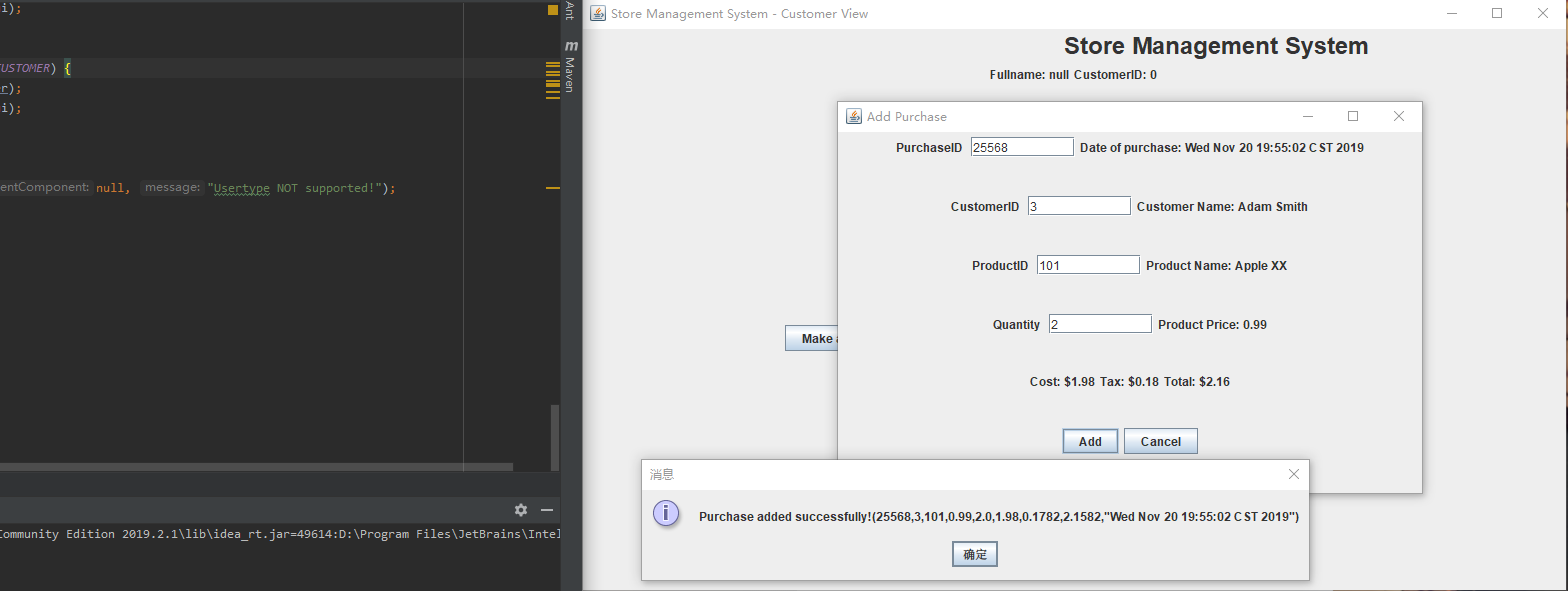 i);
CUSTOMER) {
er);
i);
entComponent: null, message: "Usertype NOT supported!");
Community Edition 2019.2.1\lib\idea_rt.jar=49614:D:\Program Files\JetBrains\Intel
Ant
m Maven
Store Management System - Customer View
Store Management System
Fullname: null CustomerID: 0
Make a
Add Purchase
PurchaseID 25568 Date of purchase: Wed Nov 20 19:55:02 CST 2019
CustomerID 3 Customer Name: Adam Smith
ProductID 101 Product Name: Apple XX
Quantity 2 Product Price: 0.99
Cost: $1.98 Tax: $0.18 Total: $2.16
Add Cancel
消息
Purchase added successfully!(25568,3,101,0.99,2.0,1.98,0.1782,2.1582,"Wed Nov 20 19:55:02 CST 2019")
确定